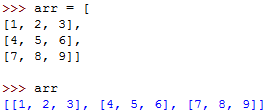 >>> arr = [
[1, 2, 3],
[4, 5, 6],
[7, 8, 9]]
>>> arr
[[1, 2, 3], [4, 5, 6], [7, 8, 9]]